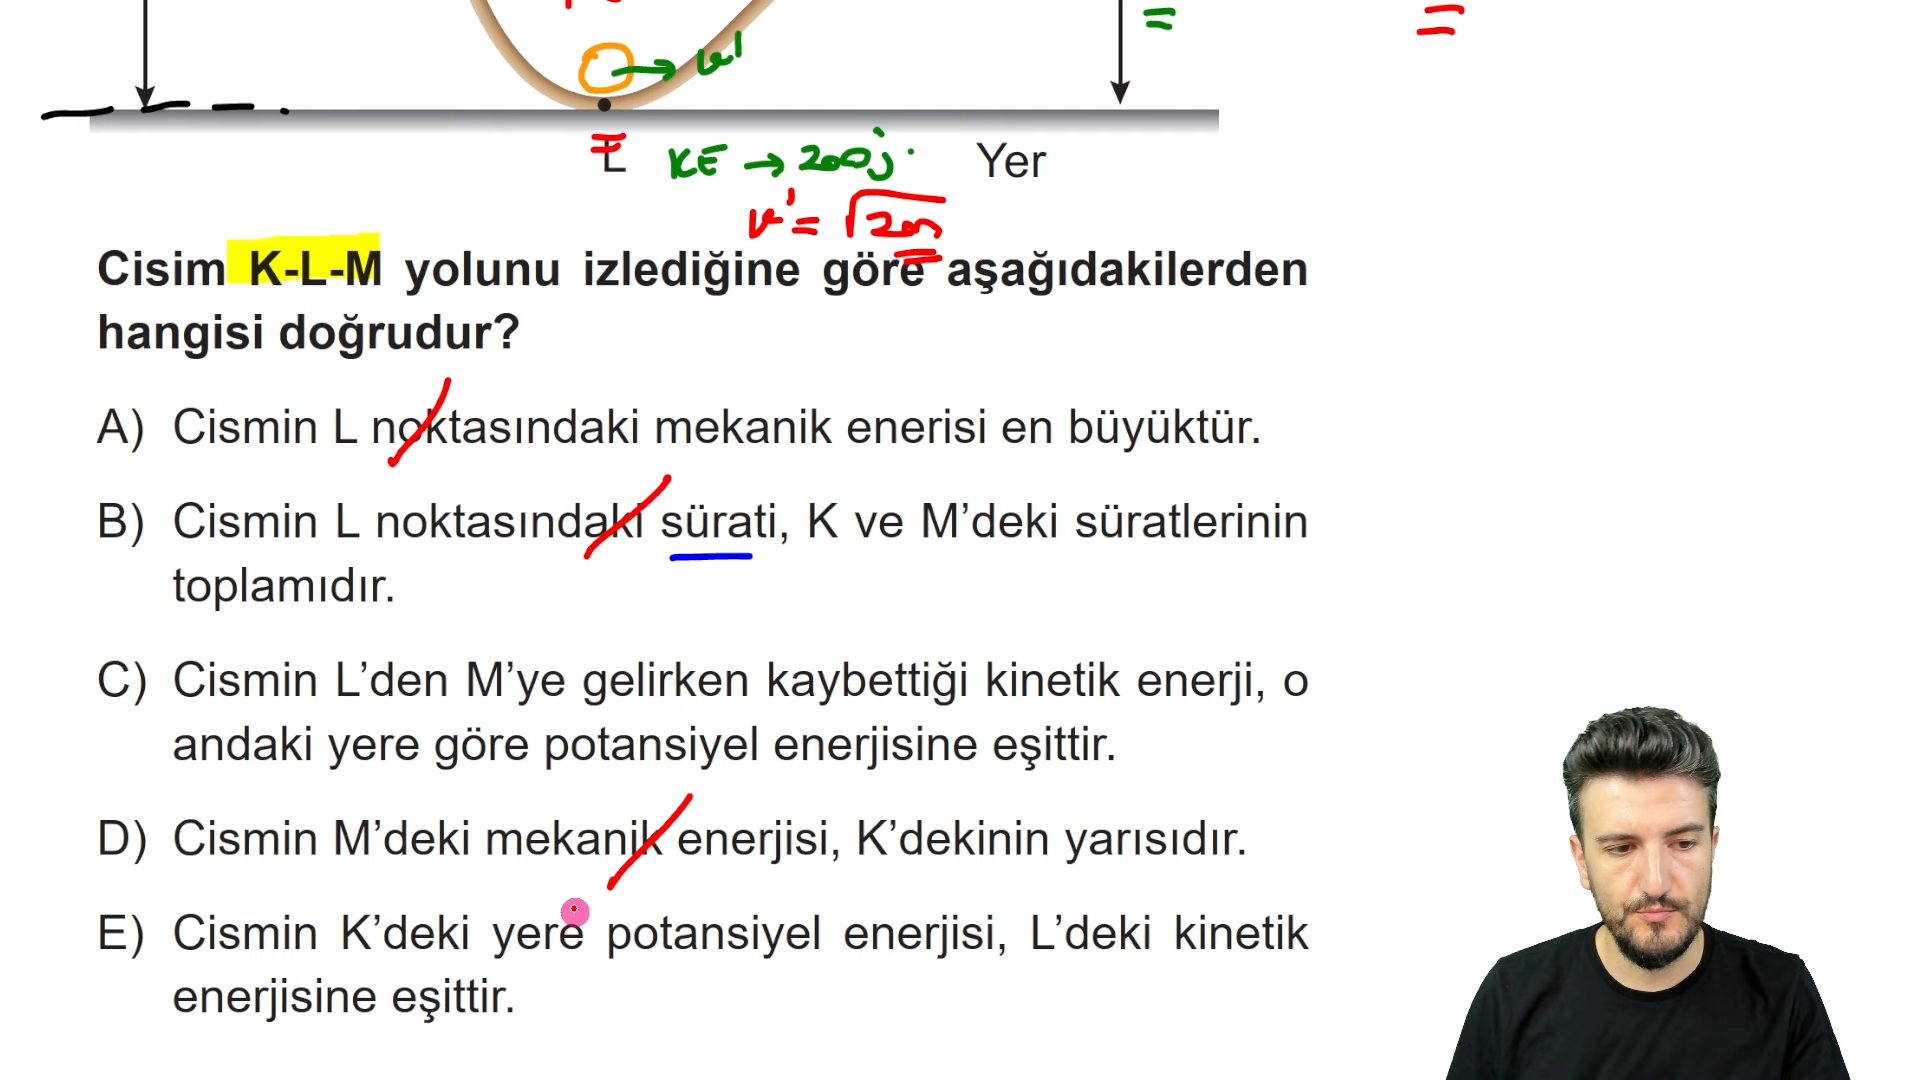 v'
L KE → 200j Yer
v' = √200
Cisim K-L-M yolunu izlediğine göre aşağıdakilerden
hangisi doğrudur?
A) Cismin L noktasındaki mekanik enerisi en büyüktür.
B) Cismin L noktasındaki sürati, K ve M’deki süratlerinin
toplamıdır.
C) Cismin L’den M’ye gelirken kaybettiği kinetik enerji, o
andaki yere göre potansiyel enerjisine eşittir.
D) Cismin M’deki mekanik enerjisi, K’dekinin yarısıdır.
E) Cismin K’deki yere potansiyel enerjisi, L’deki kinetik
enerjisine eşittir.